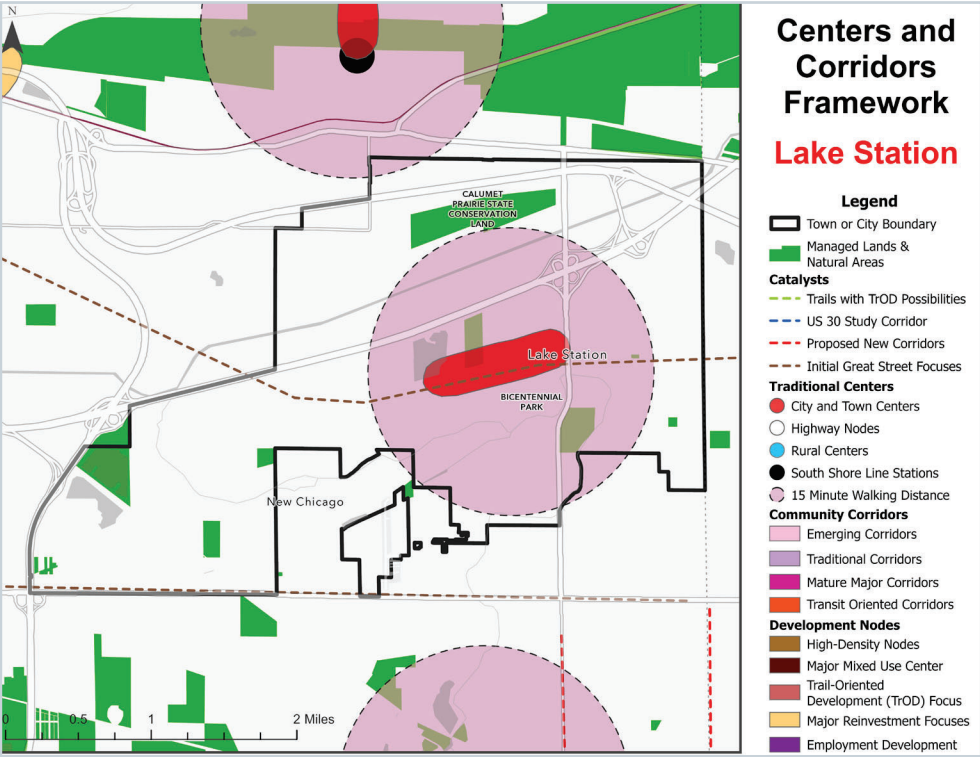 N
CALUMET
PRAIRIE STATE
CONSERVATION
LAND
Lake Station
BICENTENNIAL
PARK
New Chicago
0
0.5
1
2 Miles
Centers and
Corridors
Framework
Lake Station
Legend
Town or City Boundary
Managed Lands &
Natural Areas
Catalysts
Trails with TrOD Possibilities
US 30 Study Corridor
Proposed New Corridors
Initial Great Street Focuses
Traditional Centers
City and Town Centers
Highway Nodes
Rural Centers
South Shore Line Stations
15 Minute Walking Distance
Community Corridors
Emerging Corridors
Traditional Corridors
Mature Major Corridors
Transit Oriented Corridors
Development Nodes
High-Density Nodes
Major Mixed Use Center
Trail-Oriented
Development (TrOD) Focus
Major Reinvestment Focuses
Employment Development